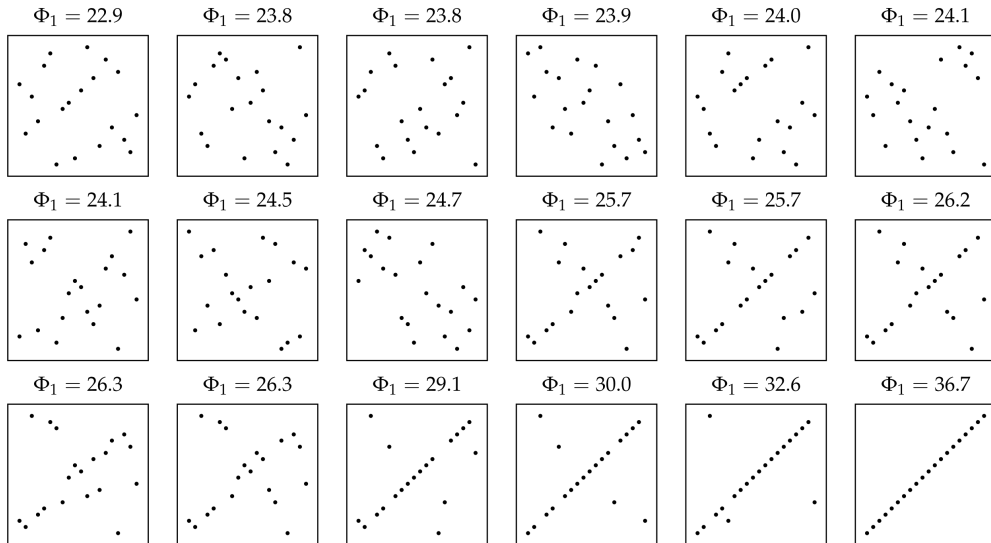 Φ₁ = 22.9 Φ₁ = 23.8 Φ₁ = 23.8 Φ₁ = 23.9 Φ₁ = 24.0 Φ₁ = 24.1
Φ₁ = 24.1 Φ₁ = 24.5 Φ₁ = 24.7 Φ₁ = 25.7 Φ₁ = 25.7 Φ₁ = 26.2
Φ₁ = 26.3 Φ₁ = 26.3 Φ₁ = 29.1 Φ₁ = 30.0 Φ₁ = 32.6 Φ₁ = 36.7